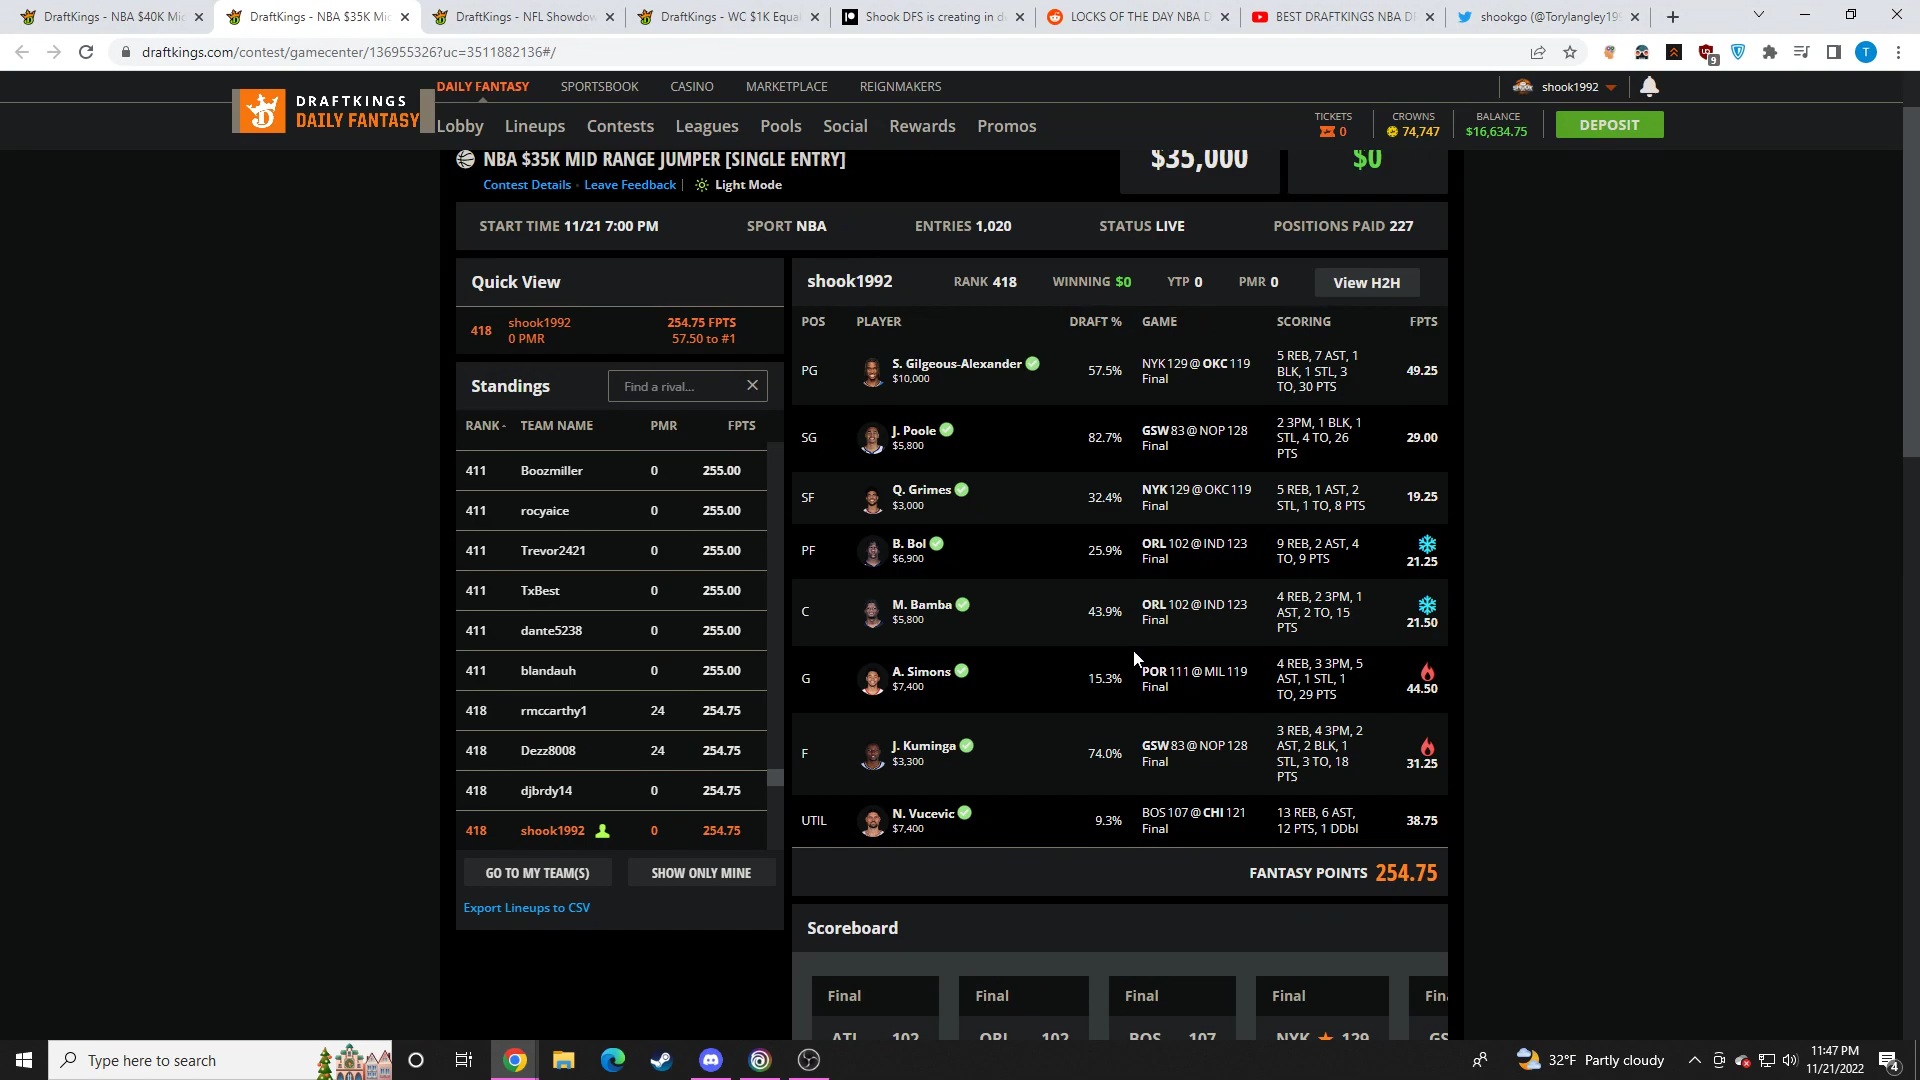 DraftKings - NBA $40K Mi
DraftKings - NBA $35K Mi
DraftKings - NFL Showdow
DraftKings - WC $1K Equa
Shook DFS is creating in d
LOCKS OF THE DAY NBA D
BEST DRAFTKINGS NBA D
shookgo (@Torylangley19
draftkings.com/contest/gamecenter/136955326?uc=3511882136#/
9
T
DRAFTKINGS
DAILY FANTASY
DAILY FANTASY
SPORTSBOOK
CASINO
MARKETPLACE
REIGNMAKERS
shook1992
Lobby
Lineups
Contests
Leagues
Pools
Social
Rewards
Promos
TICKETS
0
CROWNS
74,747
BALANCE
$16,634.75
DEPOSIT
NBA $35K MID RANGE JUMPER [SINGLE ENTRY]
$35,000
$0
Contest Details · Leave Feedback | Light Mode
START TIME 11/21 7:00 PM
SPORT NBA
ENTRIES 1,020
STATUS LIVE
POSITIONS PAID 227
Quick View
418
shook1992
0 PMR
254.75 FPTS
57.50 to #1
Standings
Find a rival...
RANK
TEAM NAME
PMR
FPTS
411 Boozmiller 0 255.00
411 rocyaice 0 255.00
411 Trevor2421 0 255.00
411 TxBest 0 255.00
411 dante5238 0 255.00
411 blandauh 0 255.00
418 rmccarthy1 24 254.75
418 Dezz8008 24 254.75
418 djbrdy14 0 254.75
418 shook1992 0 254.75
GO TO MY TEAM(S)
SHOW ONLY MINE
Export Lineups to CSV
shook1992
RANK 418
WINNING $0
YTP 0
PMR 0
View H2H
POS
PLAYER
DRAFT %
GAME
SCORING
FPTS
PG
S. Gilgeous-Alexander
$10,000
57.5%
NYK 129 @ OKC 119
Final
5 REB, 7 AST, 1
BLK, 1 STL, 3
TO, 30 PTS
49.25
SG
J. Poole
$5,800
82.7%
GSW 83 @ NOP 128
Final
2 3PM, 1 BLK, 1
STL, 4 TO, 26
PTS
29.00
SF
Q. Grimes
$3,000
32.4%
NYK 129 @ OKC 119
Final
5 REB, 1 AST, 2
STL, 1 TO, 8 PTS
19.25
PF
B. Bol
$6,900
25.9%
ORL 102 @ IND 123
Final
9 REB, 2 AST, 4
TO, 9 PTS
21.25
C
M. Bamba
$5,800
43.9%
ORL 102 @ IND 123
Final
4 REB, 2 3PM, 1
AST, 2 TO, 15
PTS
21.50
G
A. Simons
$7,400
15.3%
POR 111 @ MIL 119
Final
4 REB, 3 3PM, 5
AST, 1 STL, 1
TO, 29 PTS
44.50
F
J. Kuminga
$3,300
74.0%
GSW 83 @ NOP 128
Final
3 REB, 4 3PM, 2
AST, 2 BLK, 1
STL, 3 TO, 18
PTS
31.25
UTIL
N. Vucevic
$7,400
9.3%
BOS 107 @ CHI 121
Final
13 REB, 6 AST,
12 PTS, 1 DDbl
38.75
FANTASY POINTS 254.75
Scoreboard
Final
Final
Final
Final
Fin
ATL 102
ORL 102
BOS 107
NYK 129
GS
Type here to search
32°F Partly cloudy
11:47 PM
11/21/2022
4